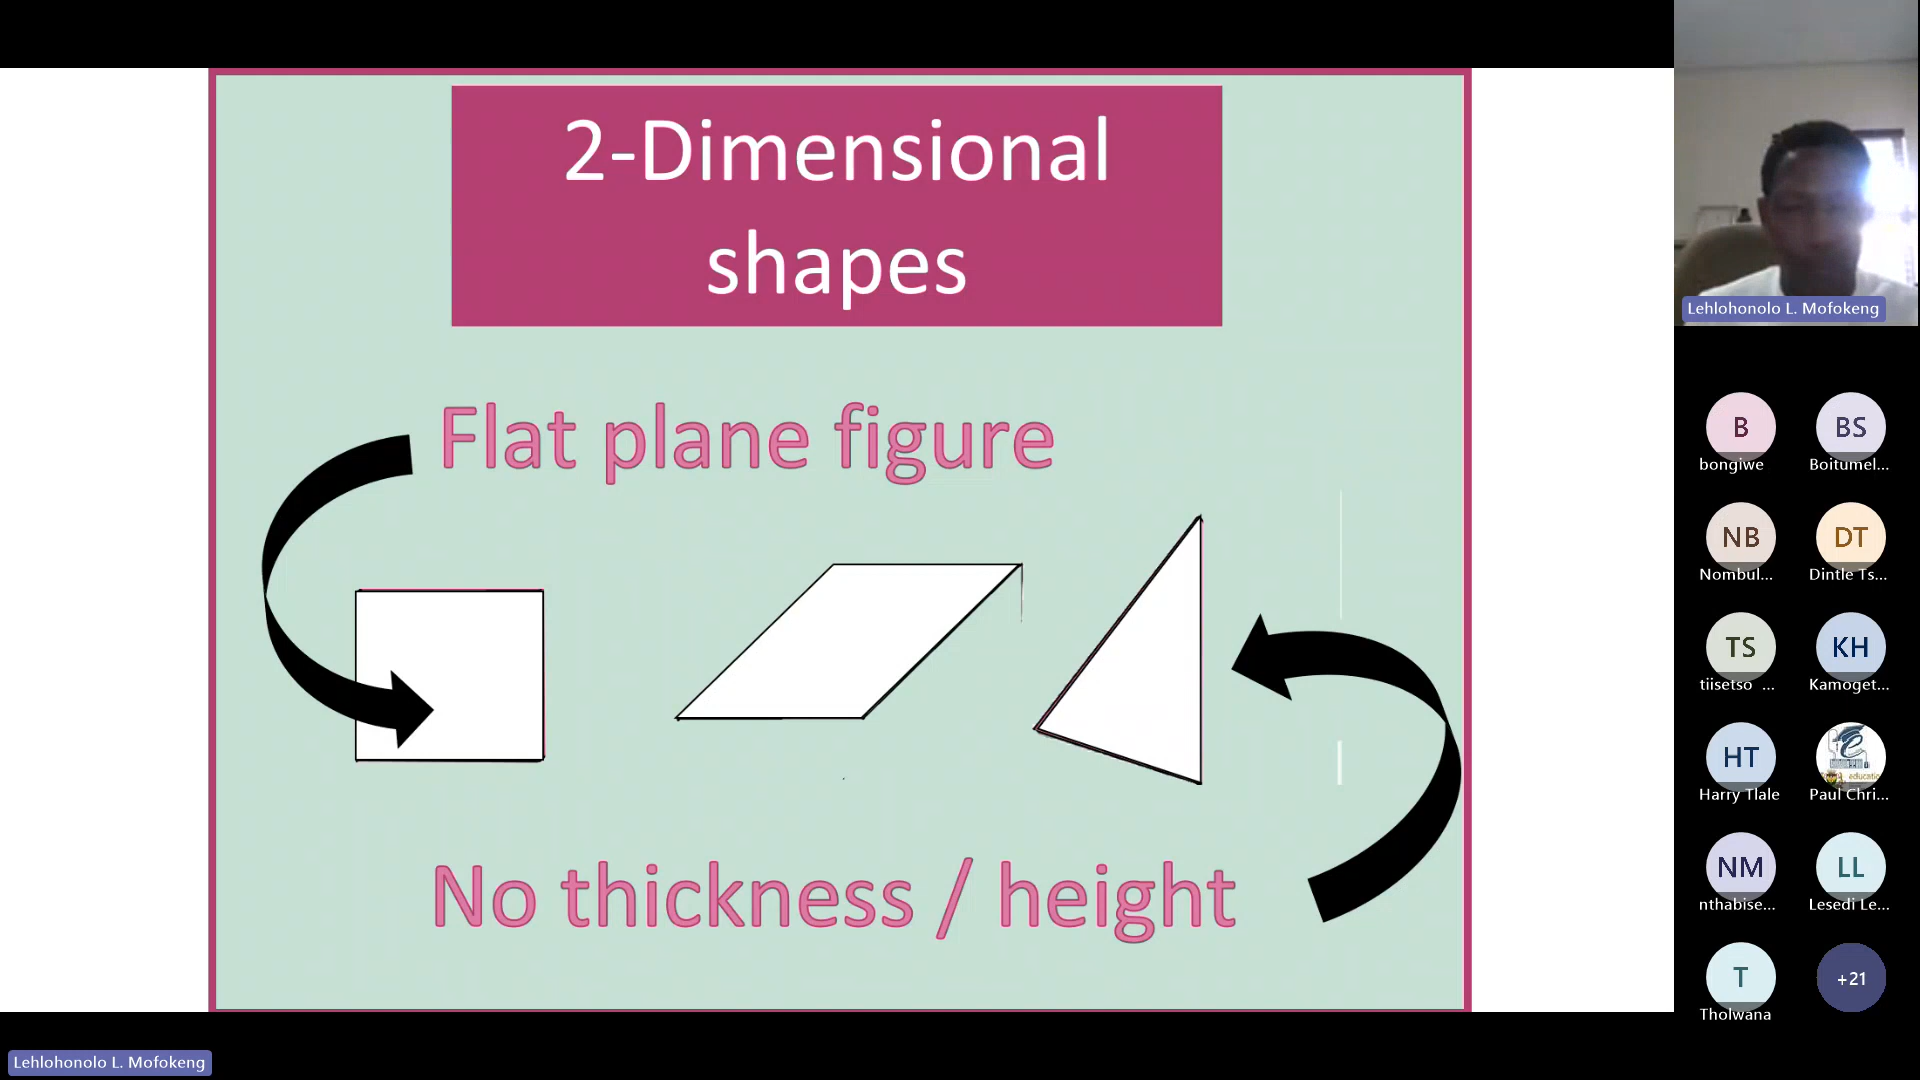 2-Dimensional
shapes
Flat plane figure
No thickness / height
Lehlohonolo L. Mofokeng
B
BS
bongiwe
Boitumel...
NB
DT
Nombul...
Dintle Ts...
TS
KH
tiisetso ...
Kamoget...
HT
Harry Tlale
Paul Chri...
NM
LL
nthabise...
Lesedi Le...
T
+21
Tholwana
Lehlohonolo L. Mofokeng